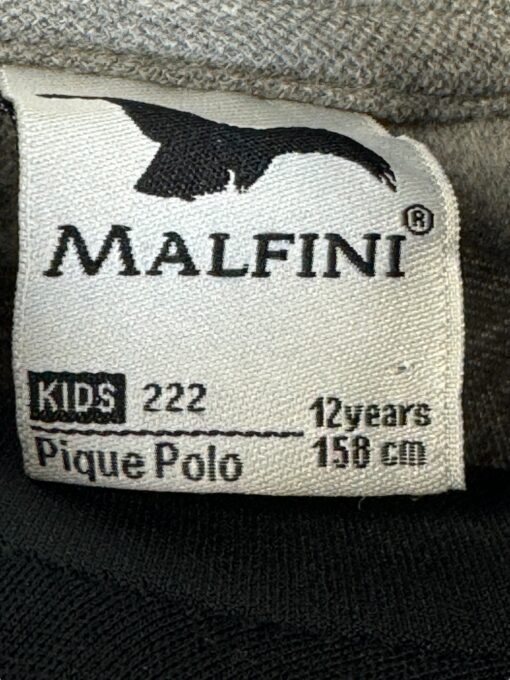 MALFINI®
KIDS 222
Pique Polo
12years
158 cm